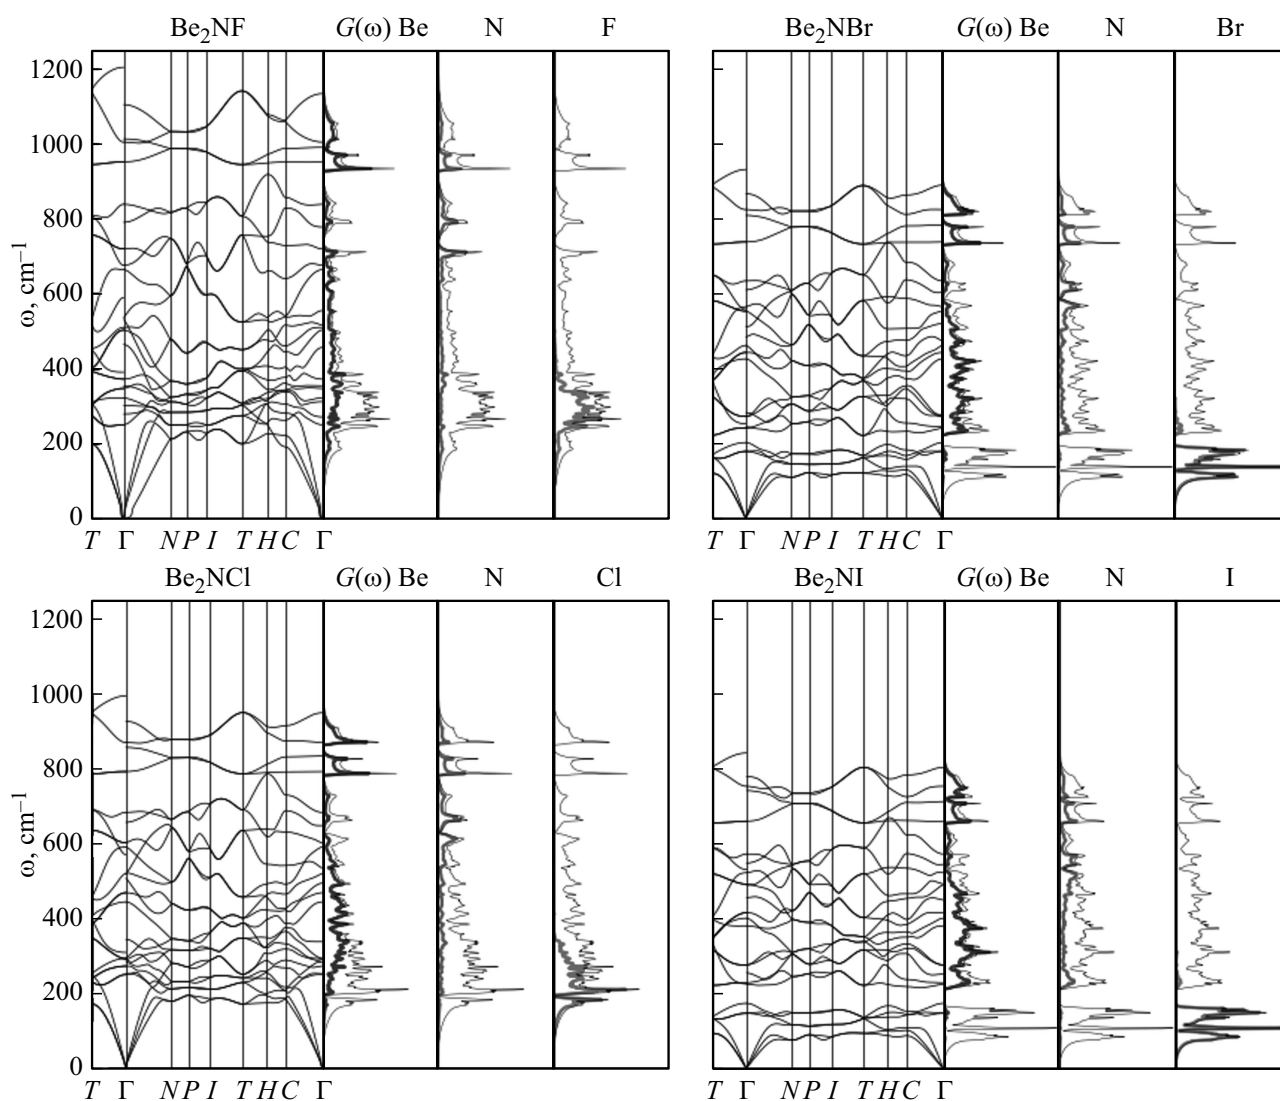 Be₂NF G(ω) Be N F Be₂NBr G(ω) Be N Br
1200
1000
800
600
400
200
0
ω, cm⁻¹
T Γ N P I T H C Γ T Γ N P I T H C Γ
Be₂NCl G(ω) Be N Cl Be₂NI G(ω) Be N I
1200
1000
800
600
400
200
0
ω, cm⁻¹
T Γ N P I T H C Γ T Γ N P I T H C Γ